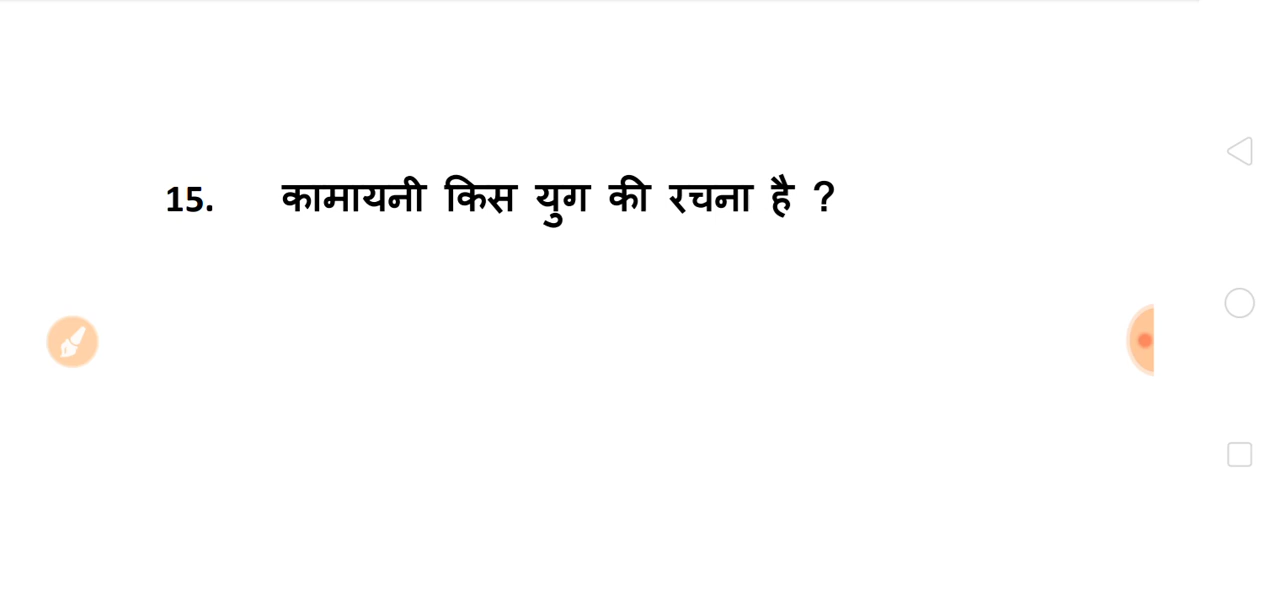 15. कामायनी किस युग की रचना है ?